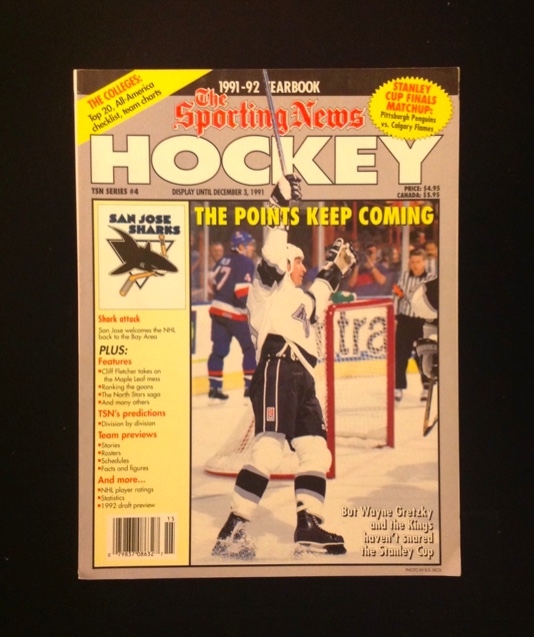 THE COLLEGES:
Top 20, All-America
checklist, team charts
1991-92 YEARBOOK
The
Sporting News
HOCKEY
STANLEY
CUP FINALS
MATCHUP:
Pittsburgh Penguins
vs. Calgary Flames
TSN SERIES #4
DISPLAY UNTIL DECEMBER 3, 1991
PRICE: $4.95
CANADA: $5.95
THE POINTS KEEP COMING
SAN JOSE
SHARKS
Shark attack
San Jose welcomes the NHL
back to the Bay Area
PLUS:
Features
•Cliff Fletcher takes on
the Maple Leaf mess
•Ranking the goons
•The North Stars saga
•And many others
TSN's predictions
•Division by division
Team previews
•Stories
•Rosters
•Schedules
•Facts and figures
And more...
•NHL player ratings
•Statistics
•1992 draft preview
tra
But Wayne Gretzky
and the Kings
haven't snared
the Stanley Cup